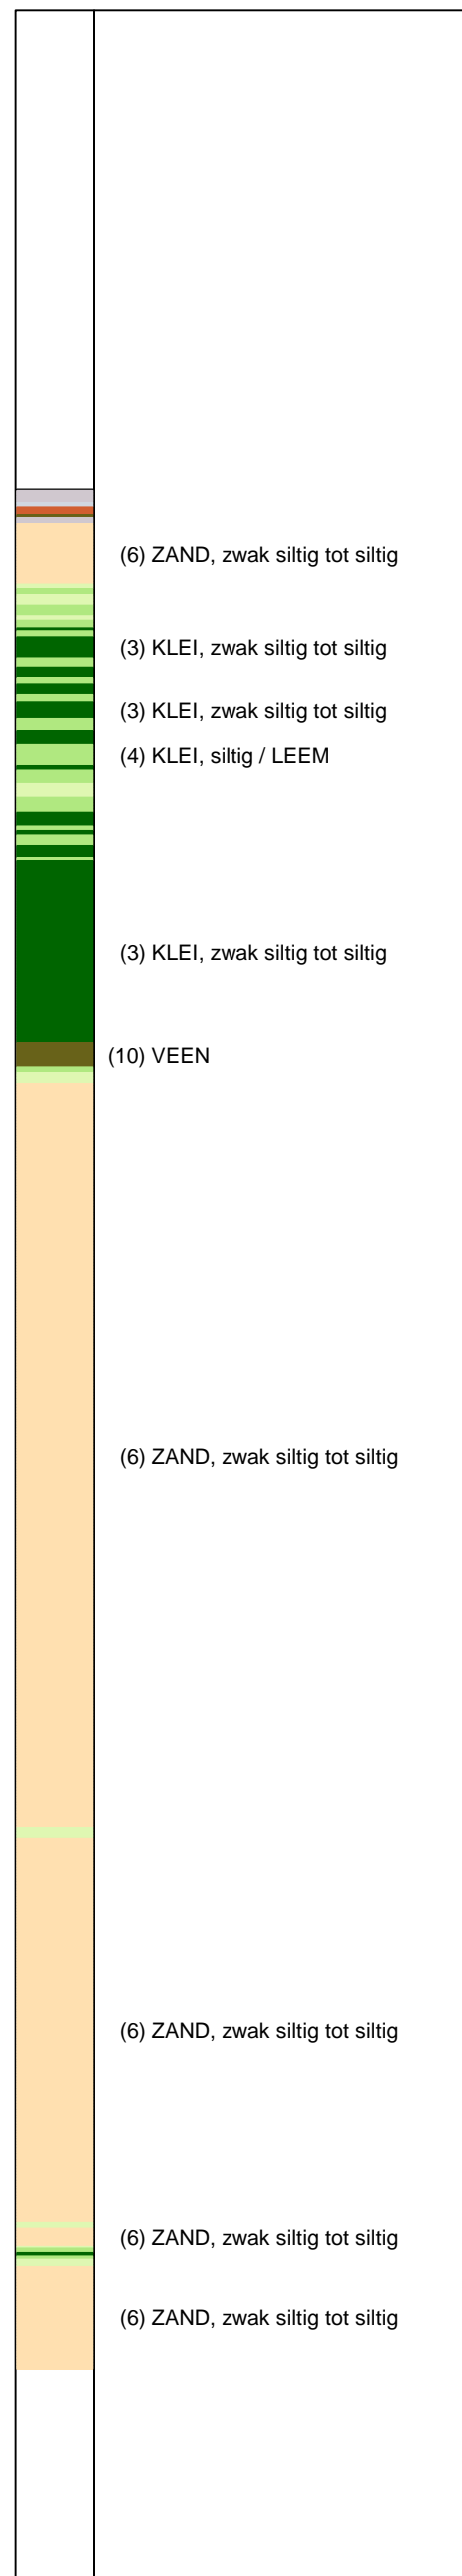 (6) ZAND, zwak siltig tot siltig
(3) KLEI, zwak siltig tot siltig
(3) KLEI, zwak siltig tot siltig
(4) KLEI, siltig / LEEM
(3) KLEI, zwak siltig tot siltig
(10) VEEN
(6) ZAND, zwak siltig tot siltig
(6) ZAND, zwak siltig tot siltig
(6) ZAND, zwak siltig tot siltig
(6) ZAND, zwak siltig tot siltig